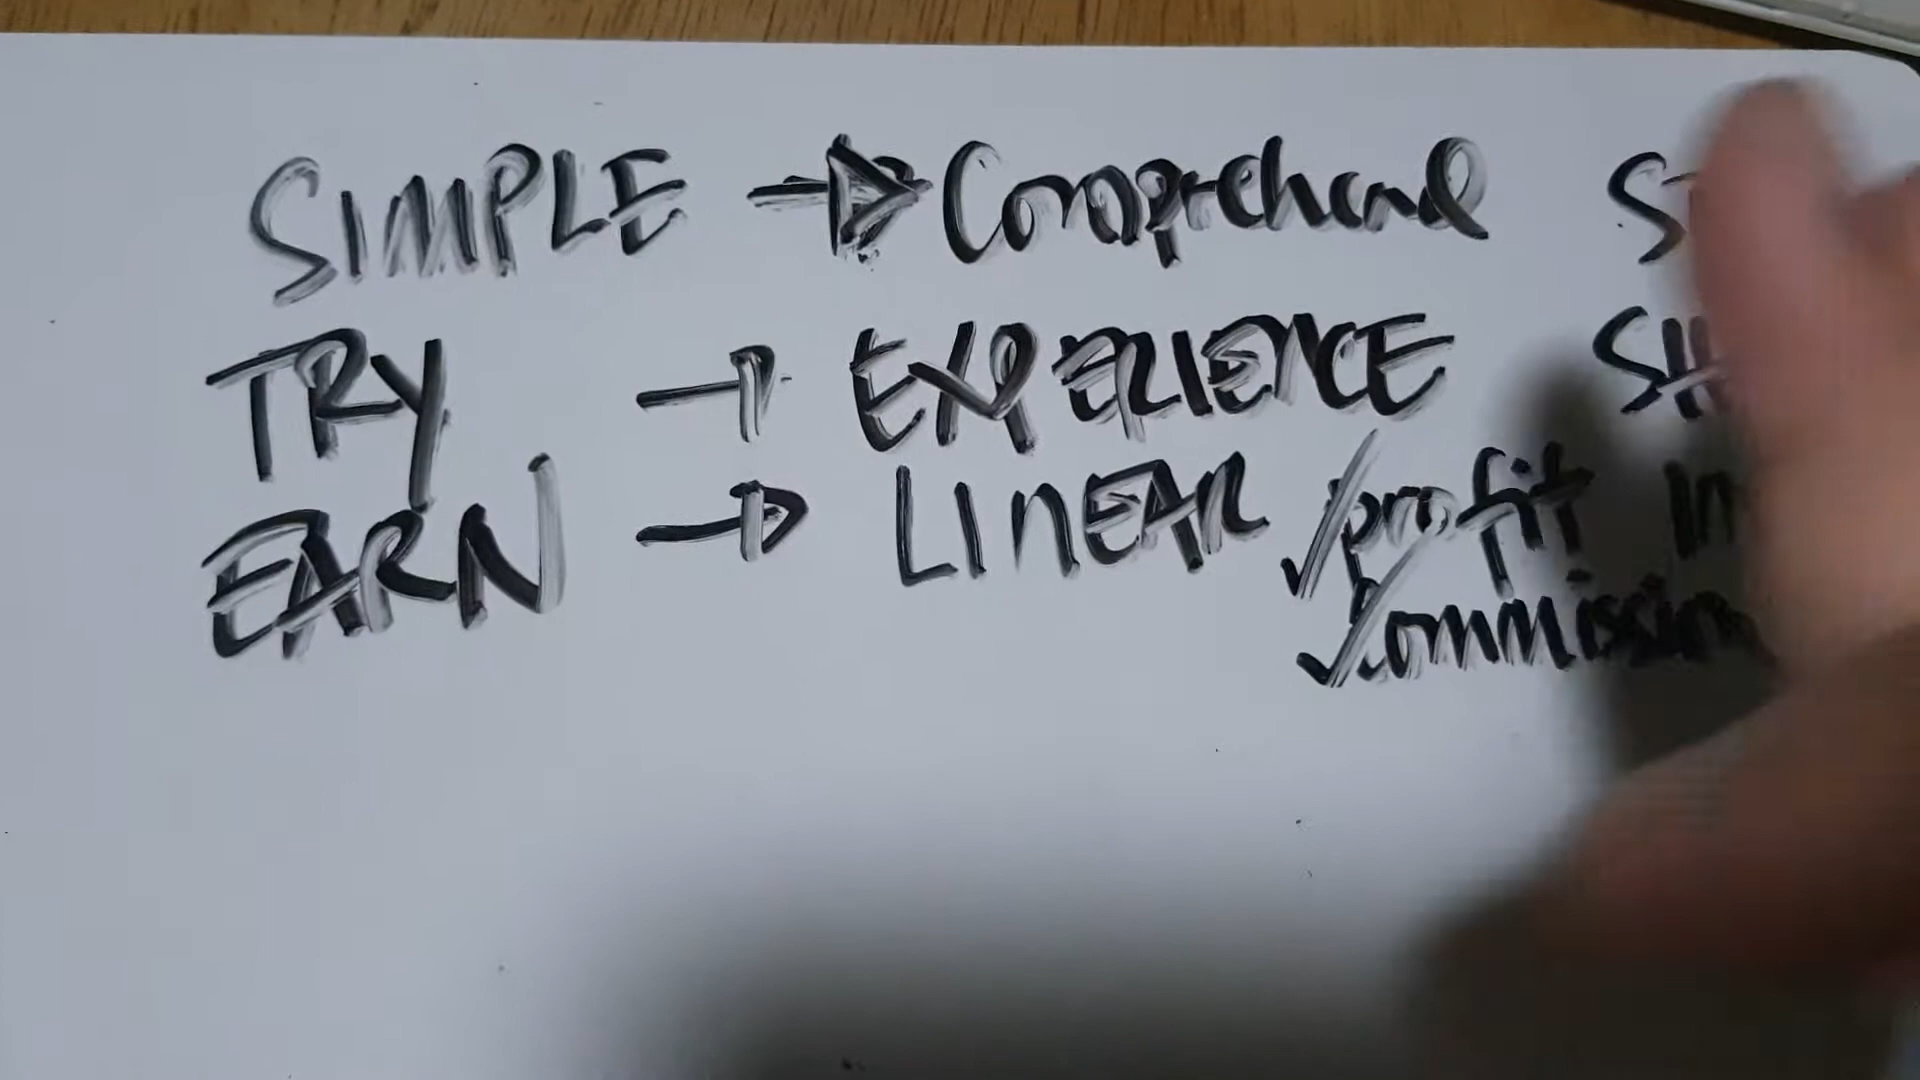 SIMPLE → Comprehend
TRY → EXPERIENCE
EARN → LINEAR ✓profit
✓Commission